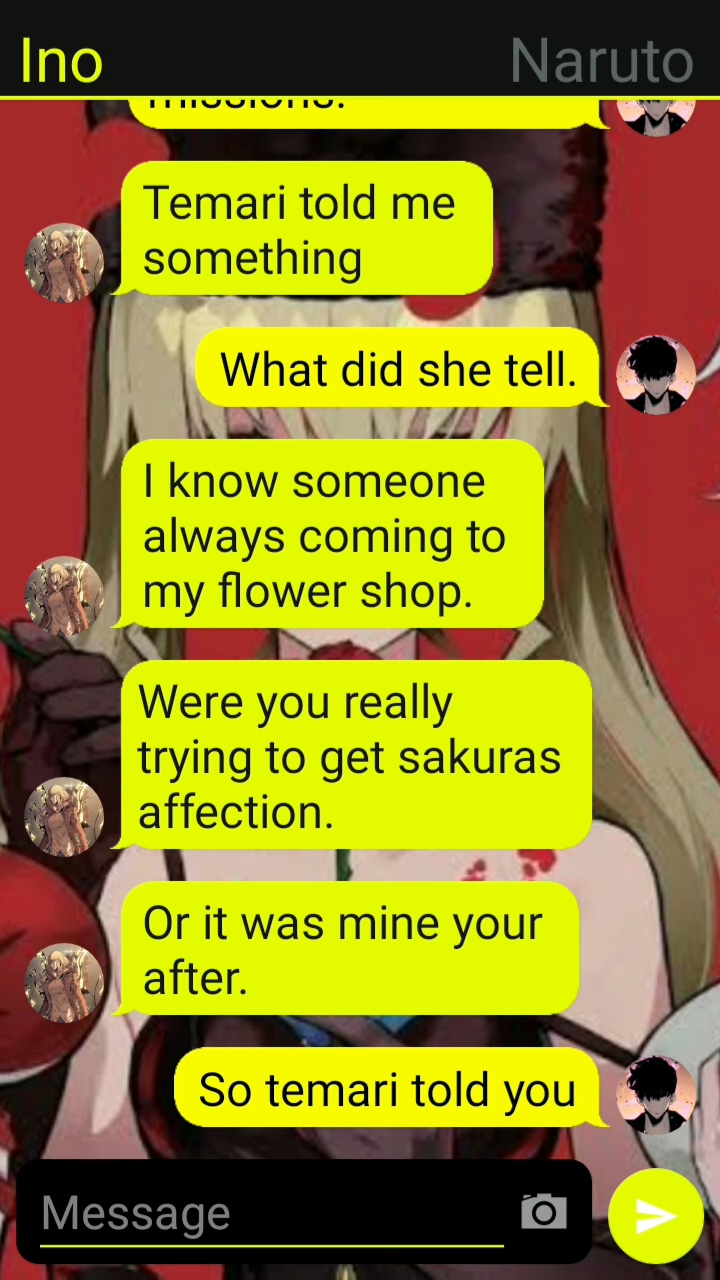 Ino
Naruto
missions.
Temari told me
something
What did she tell.
I know someone
always coming to
my flower shop.
Were you really
trying to get sakuras
affection.
Or it was mine your
after.
So temari told you
Message